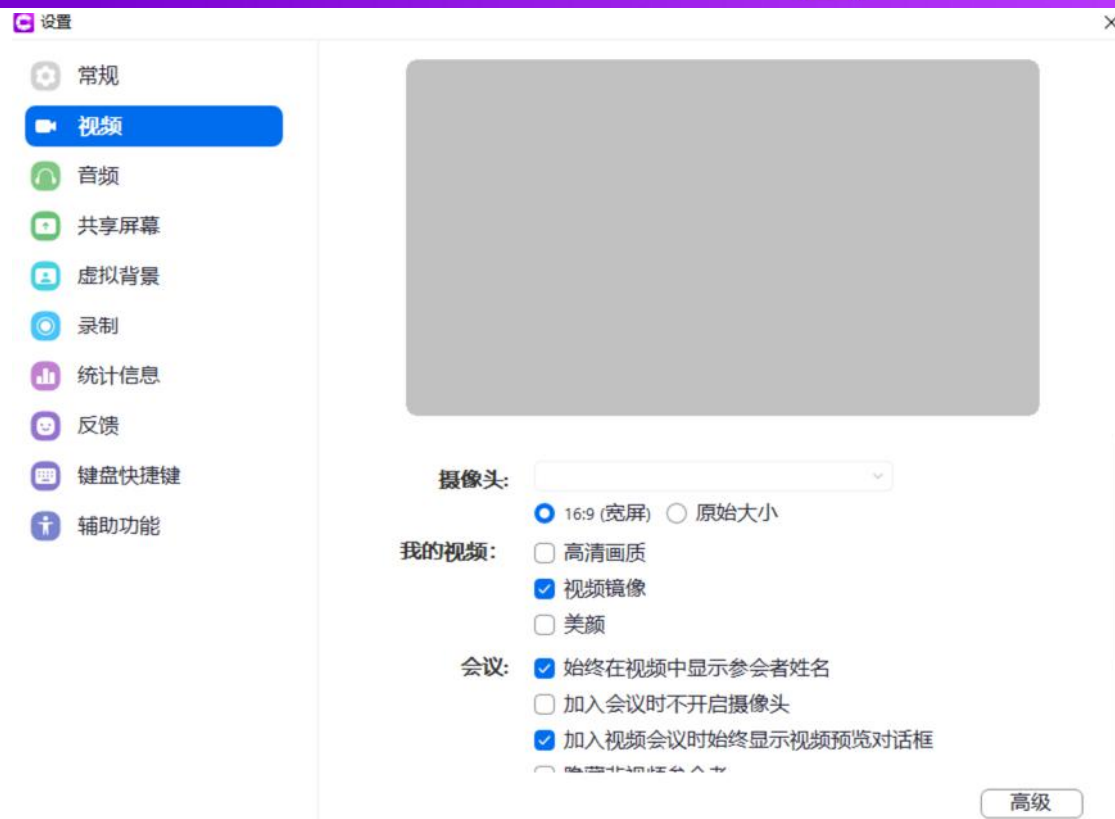 设置
常规
视频
音频
共享屏幕
虚拟背景
录制
统计信息
反馈
键盘快捷键
辅助功能
摄像头:
16:9 (宽屏) 原始大小
我的视频: 高清画质
视频镜像
美颜
会议: 始终在视频中显示参会者姓名
加入会议时不开启摄像头
加入视频会议时始终显示视频预览对话框
高级